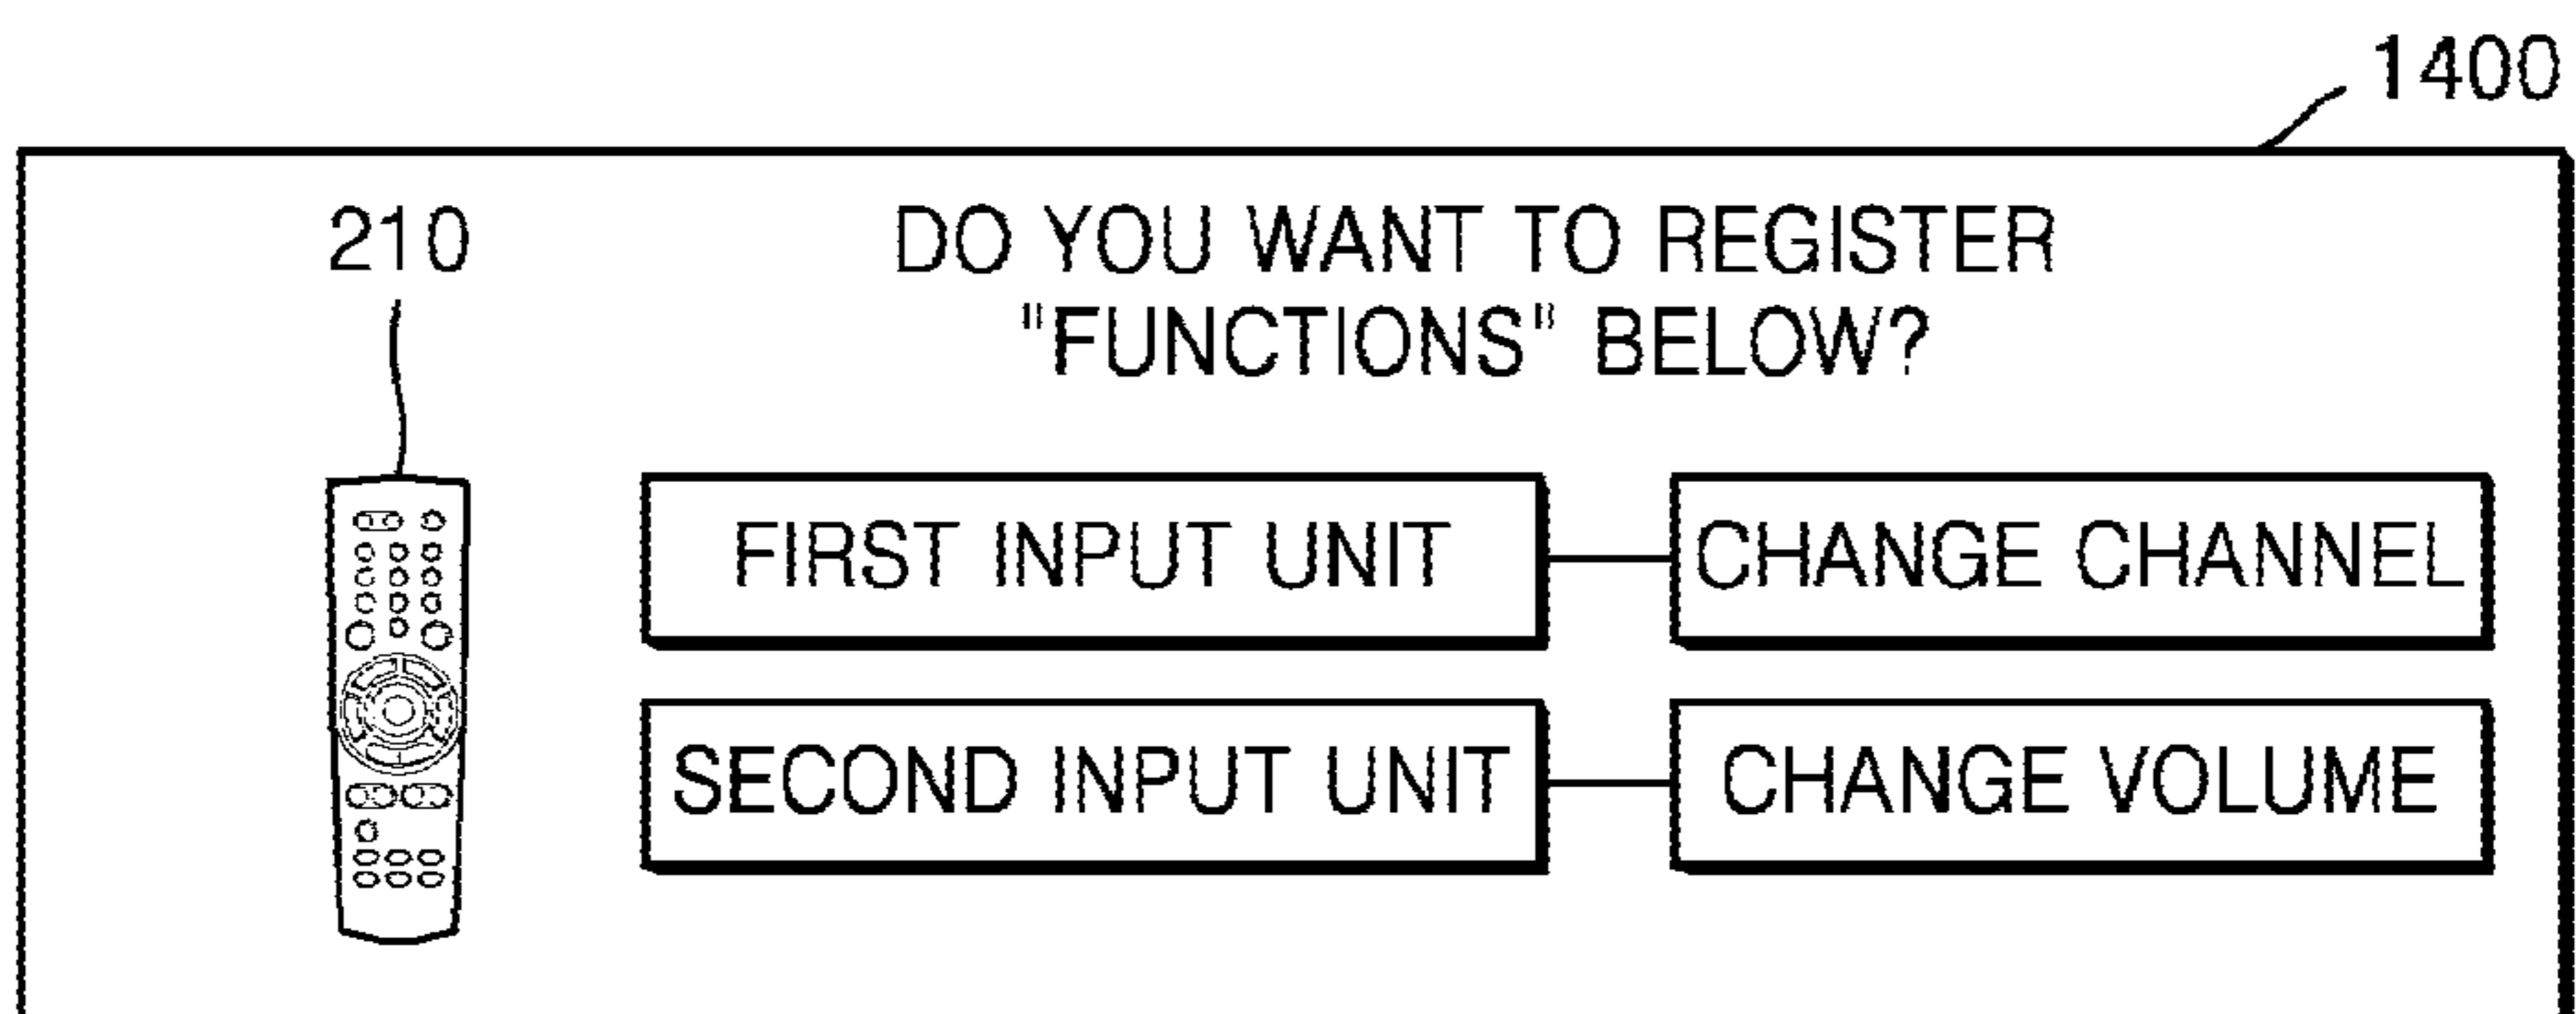 1400
210
DO YOU WANT TO REGISTER
"FUNCTIONS" BELOW?
FIRST INPUT UNIT
CHANGE CHANNEL
SECOND INPUT UNIT
CHANGE VOLUME